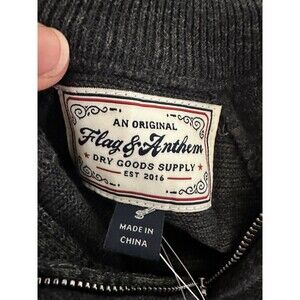 AN ORIGINAL
Flag & Anthem
★ DRY GOODS SUPPLY ★
EST 2016
S
MADE IN
CHINA